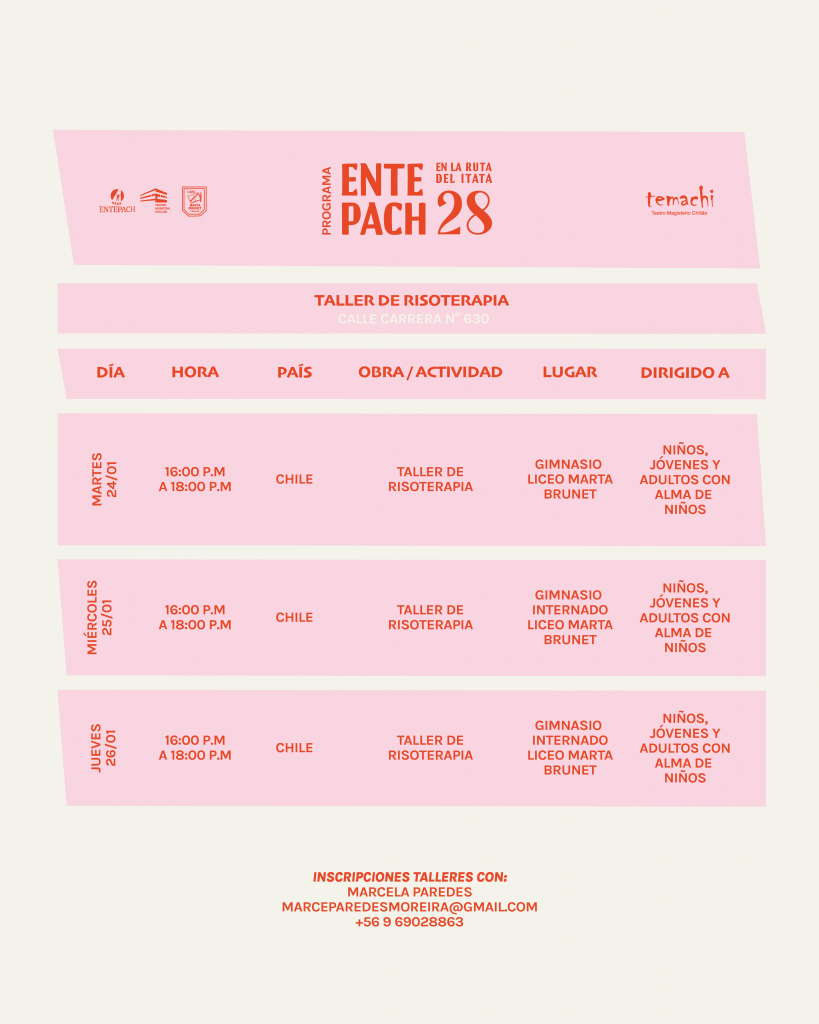 ENTEPACH
PROGRAMA
ENTE
PACH
EN LA RUTA
DEL ITATA
28
temachi
Teatro Magisterio Chillán
TALLER DE RISOTERAPIA
CALLE CARRERA N° 630
DÍA HORA PAÍS OBRA / ACTIVIDAD LUGAR DIRIGIDO A
MARTES
24/01
16:00 P.M
A 18:00 P.M
CHILE
TALLER DE
RISOTERAPIA
GIMNASIO
LICEO MARTA
BRUNET
NIÑOS,
JÓVENES Y
ADULTOS CON
ALMA DE
NIÑOS
MIÉRCOLES
25/01
16:00 P.M
A 18:00 P.M
CHILE
TALLER DE
RISOTERAPIA
GIMNASIO
INTERNADO
LICEO MARTA
BRUNET
NIÑOS,
JÓVENES Y
ADULTOS CON
ALMA DE
NIÑOS
JUEVES
26/01
16:00 P.M
A 18:00 P.M
CHILE
TALLER DE
RISOTERAPIA
GIMNASIO
INTERNADO
LICEO MARTA
BRUNET
NIÑOS,
JÓVENES Y
ADULTOS CON
ALMA DE
NIÑOS
INSCRIPCIONES TALLERES CON:
MARCELA PAREDES
MARCEPAREDESMOREIRA@GMAIL.COM
+56 9 69028863